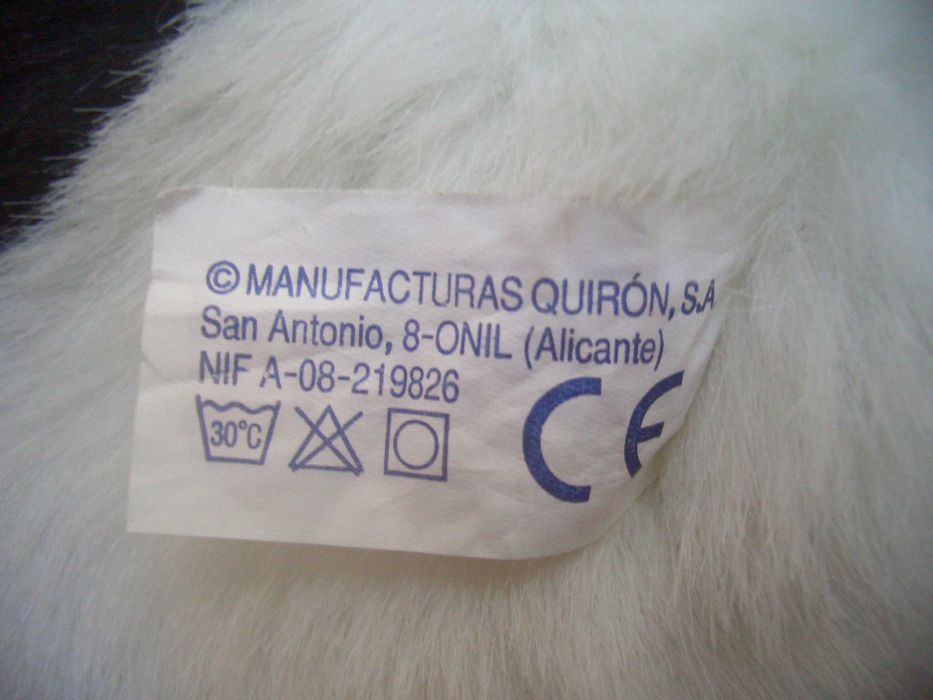 © MANUFACTURAS QUIRÓN, S.A
San Antonio, 8-ONIL (Alicante)
NIF A-08-219826
30°C
CE